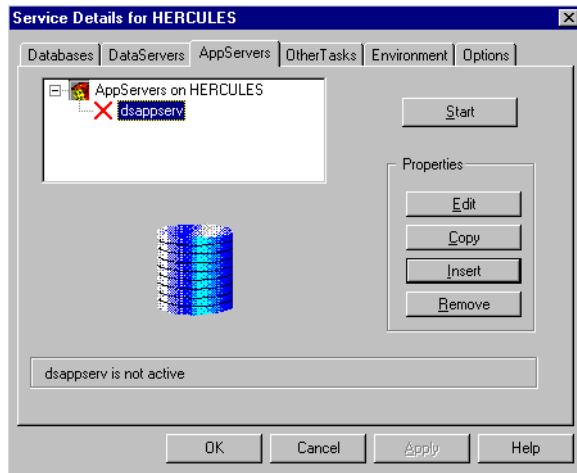 Service Details for HERCULES
Databases DataServers AppServers OtherTasks Environment Options
AppServers on HERCULES
dsappserv
Start
Properties
Edit
Copy
Insert
Remove
dsappserv is not active
OK Cancel Apply Help